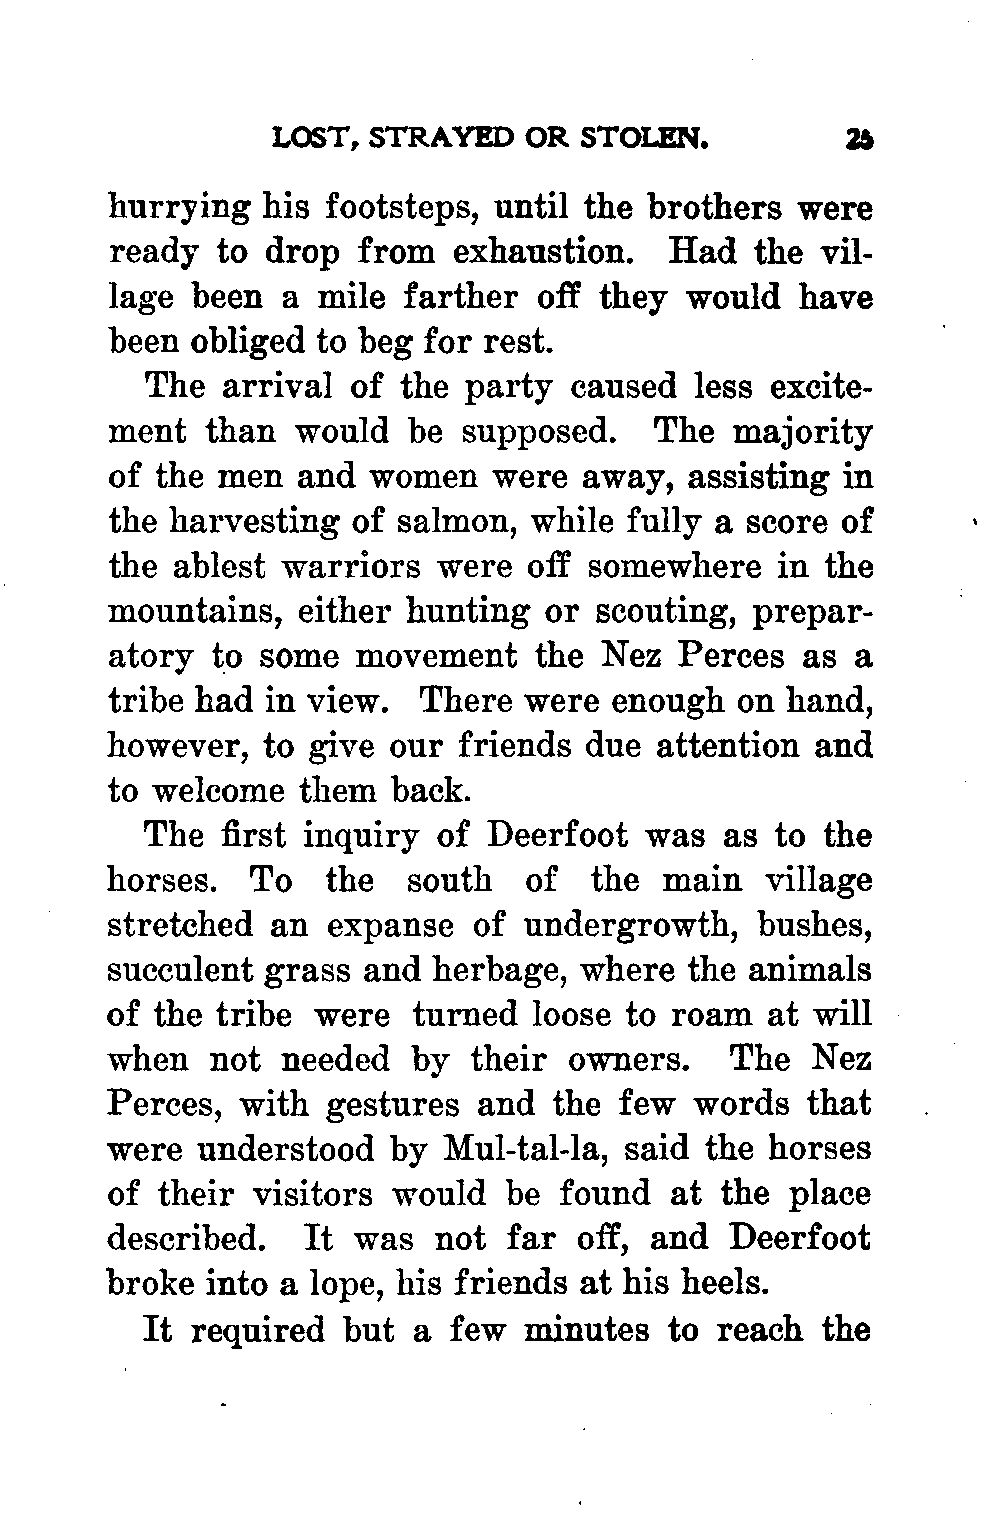 LOST, STRAYED OR STOLEN. 25
hurrying his footsteps, until the brothers were
ready to drop from exhaustion. Had the vil-
lage been a mile farther off they would have
been obliged to beg for rest.
The arrival of the party caused less excite-
ment than would be supposed. The majority
of the men and women were away, assisting in
the harvesting of salmon, while fully a score of
the ablest warriors were off somewhere in the
mountains, either hunting or scouting, prepar-
atory to some movement the Nez Perces as a
tribe had in view. There were enough on hand,
however, to give our friends due attention and
to welcome them back.
The first inquiry of Deerfoot was as to the
horses. To the south of the main village
stretched an expanse of undergrowth, bushes,
succulent grass and herbage, where the animals
of the tribe were turned loose to roam at will
when not needed by their owners. The Nez
Perces, with gestures and the few words that
were understood by Mul-tal-la, said the horses
of their visitors would be found at the place
described. It was not far off, and Deerfoot
broke into a lope, his friends at his heels.
It required but a few minutes to reach the